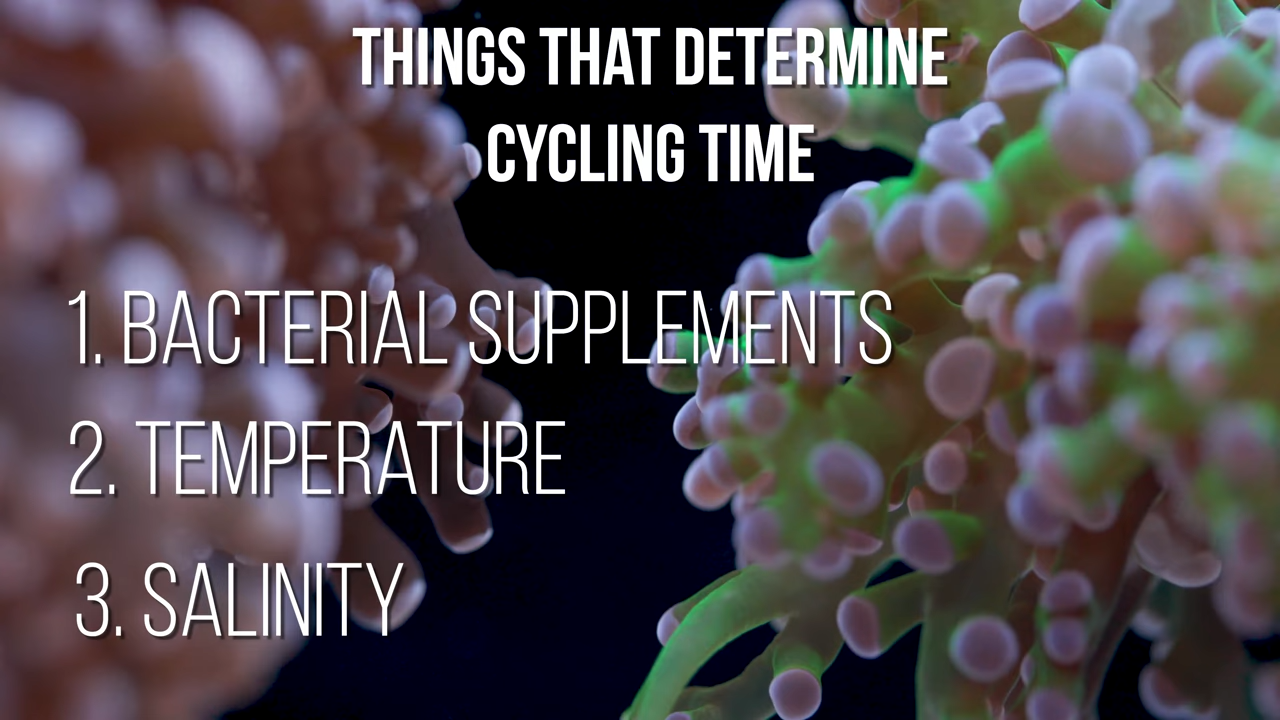 THINGS THAT DETERMINE
CYCLING TIME
1. BACTERIAL SUPPLEMENTS
2. TEMPERATURE
3. SALINITY